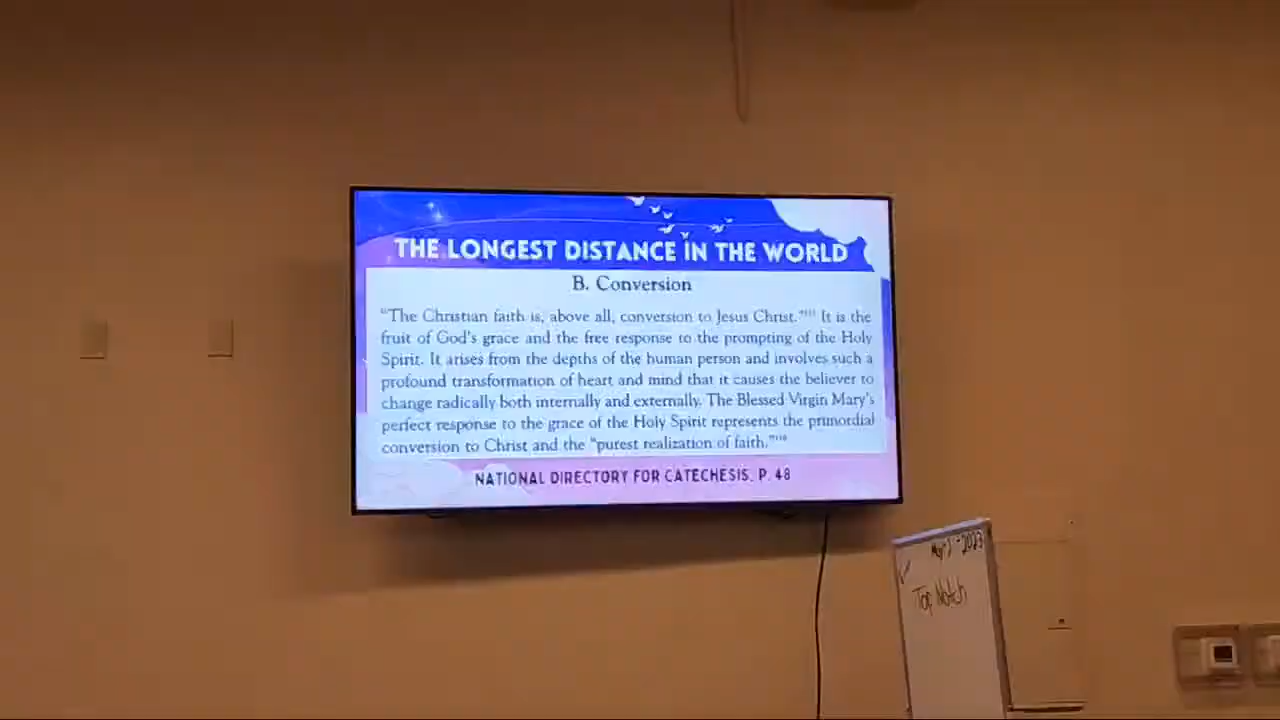 THE LONGEST DISTANCE IN THE WORLD
B. Conversion
"The Christian faith is, above all, conversion to Jesus Christ." It is the
fruit of God's grace and the free response to the prompting of the Holy
Spirit. It arises from the depths of the human person and involves such a
profound transformation of heart and mind that it causes the believer to
change radically both internally and externally. The Blessed Virgin Mary's
perfect response to the grace of the Holy Spirit represents the primordial
conversion to Christ and the "purest realization of faith."
NATIONAL DIRECTORY FOR CATECHESIS, P. 48
2023
Top Notch